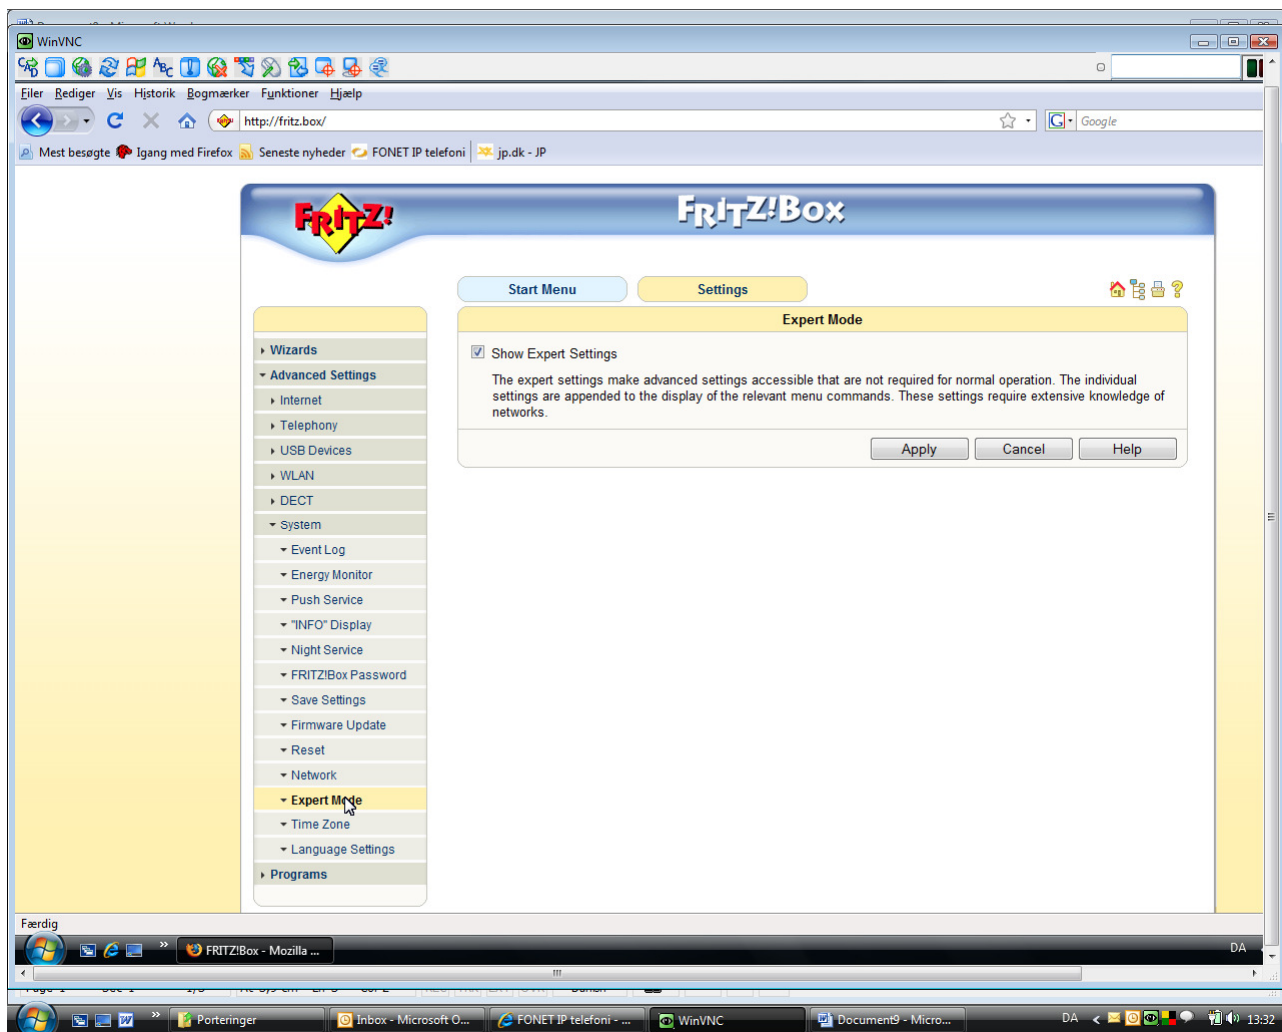 WinVNC
Filer Rediger Vis Historik Bogmærker Funktioner Hjælp
http://fritz.box/
Google
Mest besøgte Igang med Firefox Seneste nyheder FONET IP telefoni jp.dk - JP
FRITZ!
FRITZ!Box
Start Menu Settings
Expert Mode
Wizards
Show Expert Settings
Advanced Settings
The expert settings make advanced settings accessible that are not required for normal operation. The individual
settings are appended to the display of the relevant menu commands. These settings require extensive knowledge of
networks.
Internet
Telephony
USB Devices
Apply Cancel Help
WLAN
DECT
System
Event Log
Energy Monitor
Push Service
"INFO" Display
Night Service
FRITZ!Box Password
Save Settings
Firmware Update
Reset
Network
Expert Mode
Time Zone
Language Settings
Programs
Færdig
FRITZ!Box - Mozilla ...
DA
Porteringer Inbox - Microsoft O... FONET IP telefoni - ... WinVNC Document9 - Micro... DA 13:32